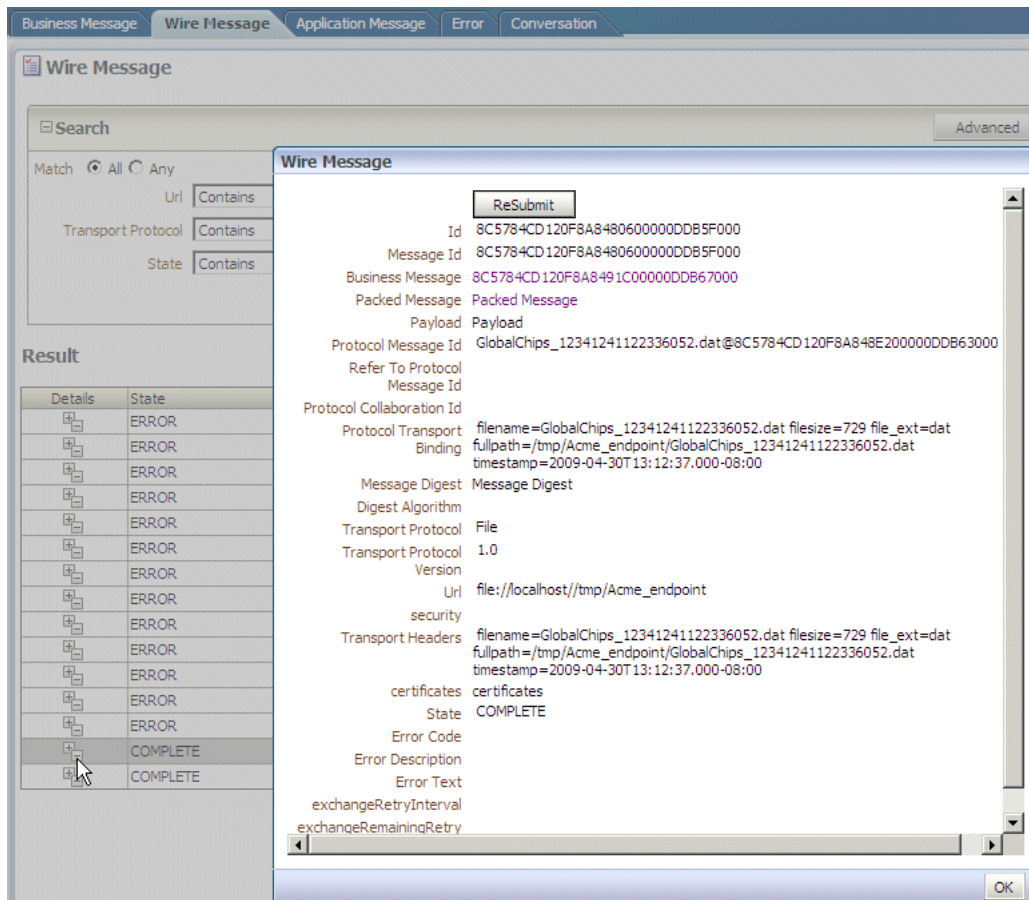 Business Message Wire Message Application Message Error Conversation
Wire Message
Search Advanced
Match All Any
Url Contains
Transport Protocol Contains
State Contains
Result
Details State
ERROR
ERROR
ERROR
ERROR
ERROR
ERROR
ERROR
ERROR
ERROR
ERROR
ERROR
ERROR
ERROR
COMPLETE
COMPLETE
Wire Message
ReSubmit
Id 8C5784CD120F8A8480600000DDB5F000
Message Id 8C5784CD120F8A8480600000DDB5F000
Business Message 8C5784CD120F8A8491C00000DDB67000
Packed Message Packed Message
Payload Payload
Protocol Message Id GlobalChips_12341241122336052.dat@8C5784CD120F8A848E200000DDB63000
Refer To Protocol
Message Id
Protocol Collaboration Id
Protocol Transport filename=GlobalChips_12341241122336052.dat filesize=729 file_ext=dat
Binding fullpath=/tmp/Acme_endpoint/GlobalChips_12341241122336052.dat
timestamp=2009-04-30T13:12:37.000-08:00
Message Digest Message Digest
Digest Algorithm
Transport Protocol File
Transport Protocol 1.0
Version
Url file://localhost//tmp/Acme_endpoint
security
Transport Headers filename=GlobalChips_12341241122336052.dat filesize=729 file_ext=dat
fullpath=/tmp/Acme_endpoint/GlobalChips_12341241122336052.dat
timestamp=2009-04-30T13:12:37.000-08:00
certificates certificates
State COMPLETE
Error Code
Error Description
Error Text
exchangeRetryInterval
exchangeRemainingRetry
OK